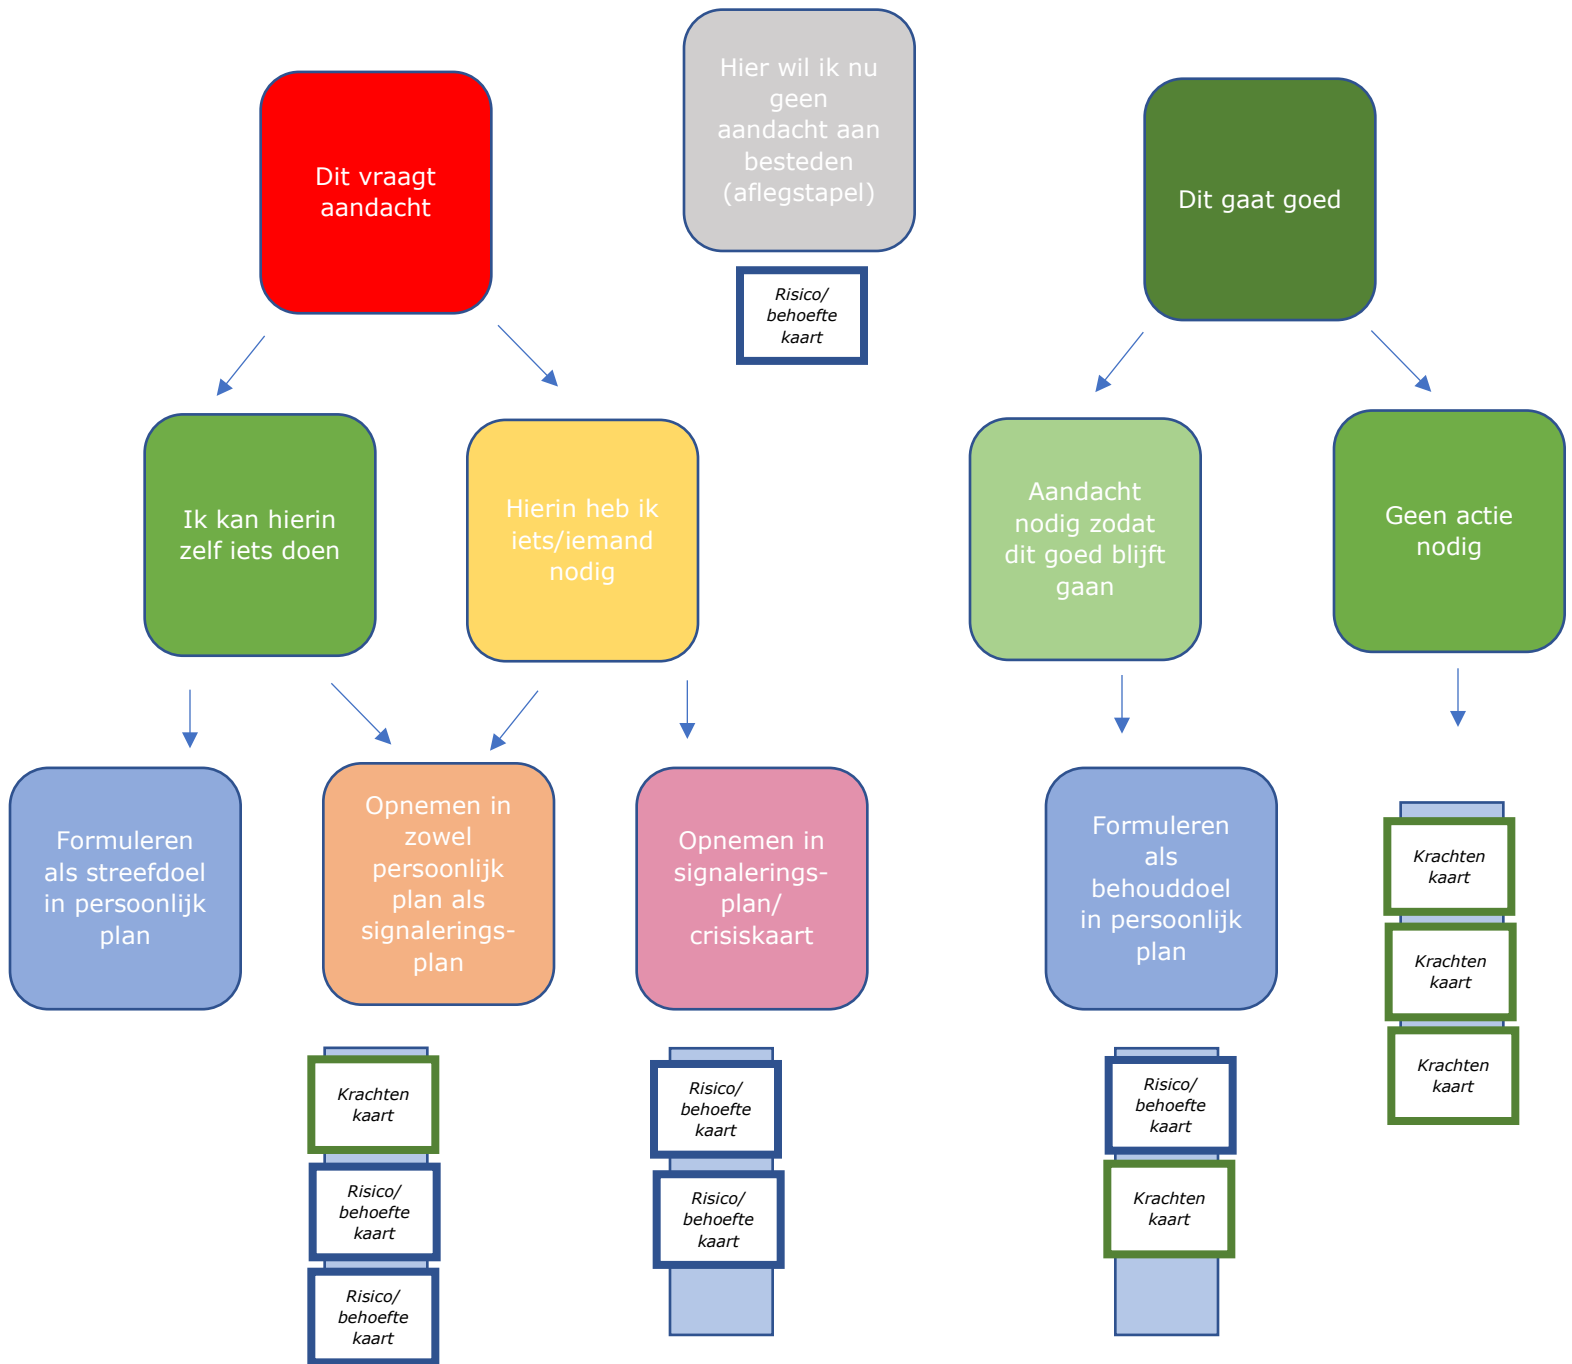 Hier wil ik nu
geen
aandacht aan
besteden
(aflegstapel)
Dit vraagt
aandacht
Dit gaat goed
Risico/
behoefte
kaart
Ik kan hierin
zelf iets doen
Hierin heb ik
iets/iemand
nodig
Aandacht
nodig zodat
dit goed blijft
gaan
Geen actie
nodig
Formuleren
als streefdoel
in persoonlijk
plan
Opnemen in
zowel
persoonlijk
plan als
signalerings-
plan
Opnemen in
signalerings-
plan/
crisiskaart
Formuleren
als
behouddoel
in persoonlijk
plan
Krachten
kaart
Krachten
kaart
Krachten
kaart
Krachten
kaart
Risico/
behoefte
kaart
Risico/
behoefte
kaart
Risico/
behoefte
kaart
Risico/
behoefte
kaart
Risico/
behoefte
kaart
Krachten
kaart